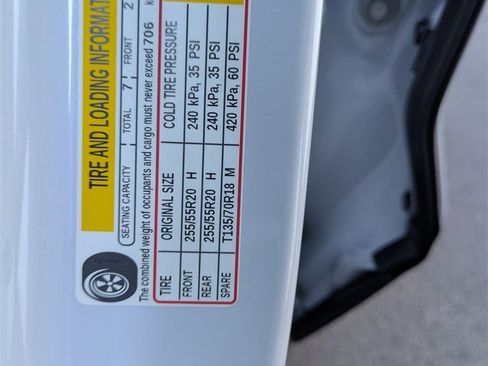 TIRE AND LOADING INFORMAT
SEATING CAPACITY TOTAL 7 FRONT 2
The combined weight of occupants and cargo must never exceed 706 k
TIRE ORIGINAL SIZE COLD TIRE PRESSURE
FRONT 255/55R20 H 240 kPa, 35 PSI
REAR 255/55R20 H 240 kPa, 35 PSI
SPARE T135/70R18 M 420 kPa, 60 PSI